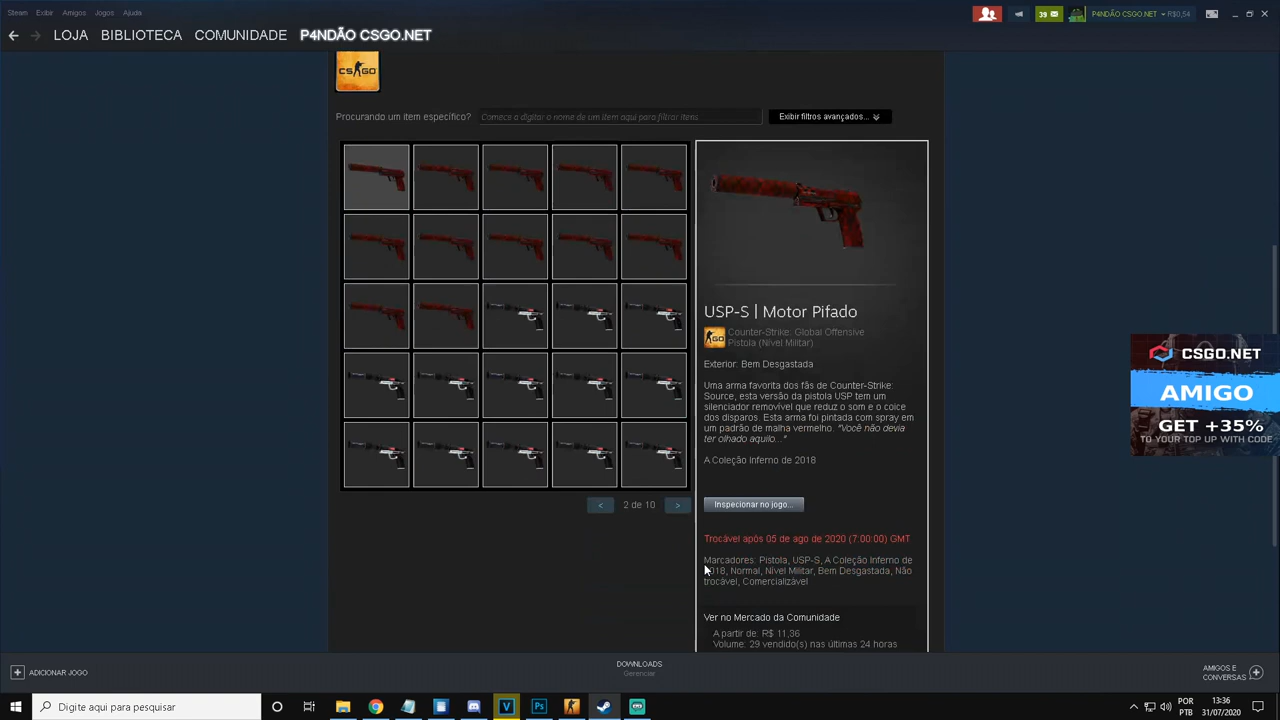 Steam Exibir Amigos Jogos Ajuda
39 P4NDÃO CSGO.NET R$0,54
LOJA BIBLIOTECA COMUNIDADE P4NDÃO CSGO.NET
CS GO
Procurando um item específico? Comece a digitar o nome de um item aqui para filtrar itens Exibir filtros avançados...
USP-S | Motor Pifado
Counter-Strike: Global Offensive
Pistola (Nível Militar)
Exterior: Bem Desgastada
Uma arma favorita dos fãs de Counter-Strike:
Source, esta versão da pistola USP tem um
silenciador removível que reduz o som e o coice
dos disparos. Esta arma foi pintada com spray em
um padrão de malha vermelho. "Você não devia
ter olhado aquilo..."
A Coleção Inferno de 2018
< 2 de 10 >
Inspecionar no jogo...
Trocável após 05 de ago de 2020 (7:00:00) GMT
Marcadores: Pistola, USP-S, A Coleção Inferno de
2018, Normal, Nível Militar, Bem Desgastada, Não
trocável, Comercializável
Ver no Mercado da Comunidade
A partir de: R$ 11,36
Volume: 29 vendido(s) nas últimas 24 horas
CSGO.NET
AMIGO
GET +35%
TO YOUR TOP UP WITH CODE
ADICIONAR JOGO
DOWNLOADS
Gerenciar
AMIGOS E
CONVERSAS
Digite aqui para pesquisar
POR
PTB
13:36
31/07/2020